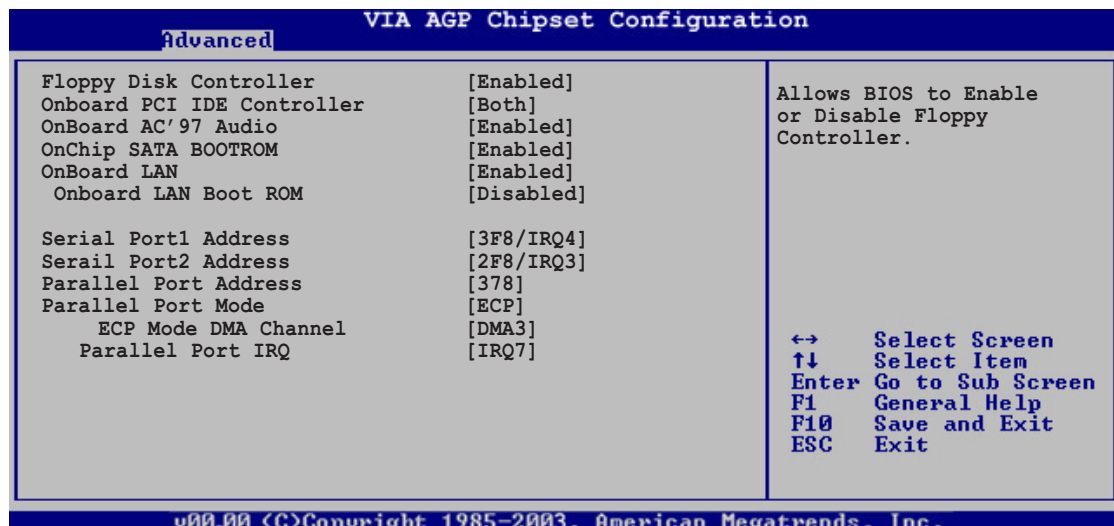 VIA AGP Chipset Configuration
Advanced
Floppy Disk Controller [Enabled]
Onboard PCI IDE Controller [Both]
OnBoard AC'97 Audio [Enabled]
OnChip SATA BOOTROM [Enabled]
OnBoard LAN [Enabled]
Onboard LAN Boot ROM [Disabled]
Serial Port1 Address [3F8/IRQ4]
Serail Port2 Address [2F8/IRQ3]
Parallel Port Address [378]
Parallel Port Mode [ECP]
ECP Mode DMA Channel [DMA3]
Parallel Port IRQ [IRQ7]
Allows BIOS to Enable
or Disable Floppy
Controller.
←→ Select Screen
↑↓ Select Item
Enter Go to Sub Screen
F1 General Help
F10 Save and Exit
ESC Exit
v00.00 (C)Copyright 1985-2003, American Megatrends, Inc.